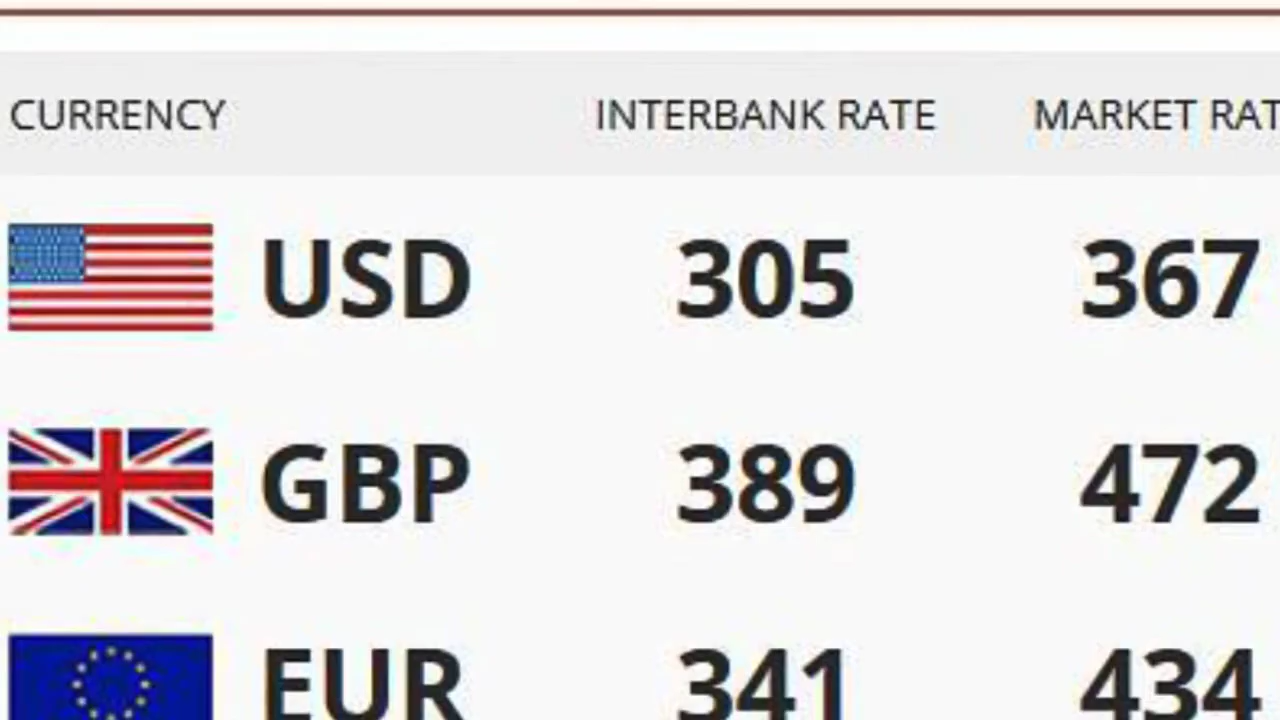 CURRENCY INTERBANK RATE MARKET RAT
USD 305 367
GBP 389 472
EUR 341 434